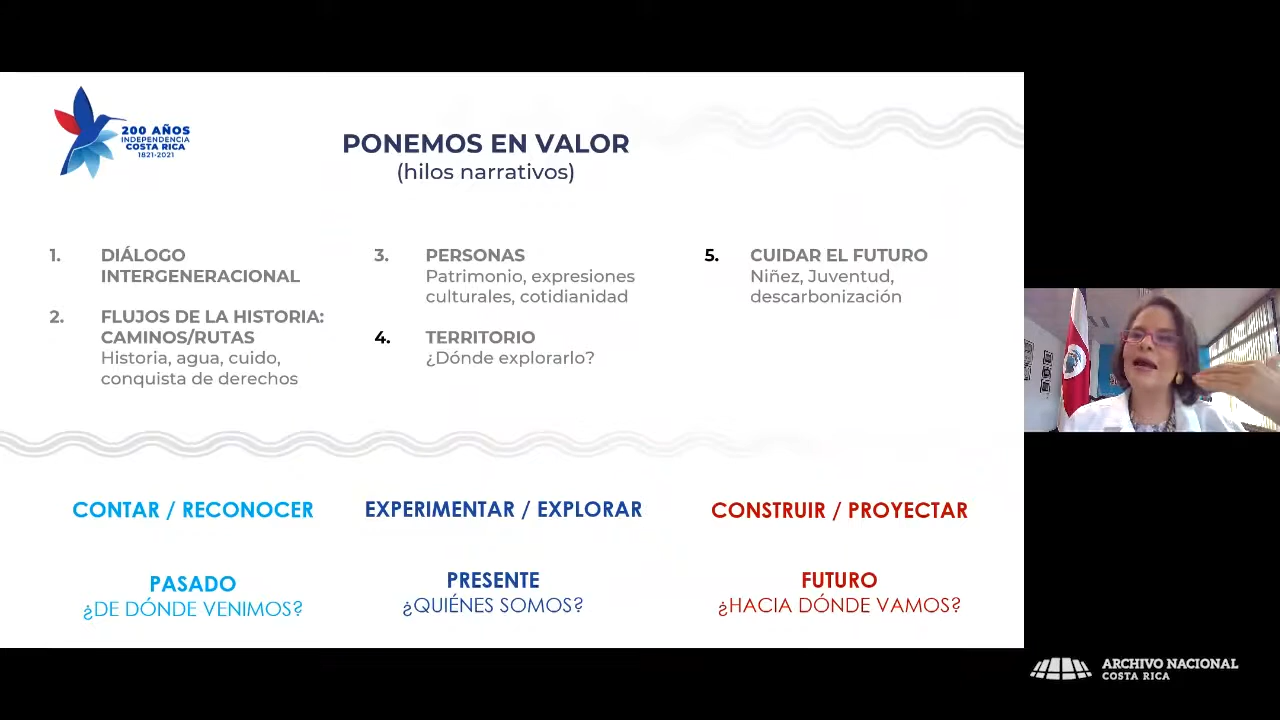 200 AÑOS
INDEPENDENCIA
COSTA RICA
1821-2021
PONEMOS EN VALOR
(hilos narrativos)
1. DIÁLOGO
INTERGENERACIONAL
2. FLUJOS DE LA HISTORIA:
CAMINOS/RUTAS
Historia, agua, cuido,
conquista de derechos
3. PERSONAS
Patrimonio, expresiones
culturales, cotidianidad
4. TERRITORIO
¿Dónde explorarlo?
5. CUIDAR EL FUTURO
Niñez, Juventud,
descarbonización
CONTAR / RECONOCER
EXPERIMENTAR / EXPLORAR
CONSTRUIR / PROYECTAR
PASADO
¿DE DÓNDE VENIMOS?
PRESENTE
¿QUIÉNES SOMOS?
FUTURO
¿HACIA DÓNDE VAMOS?
ARCHIVO NACIONAL
COSTA RICA